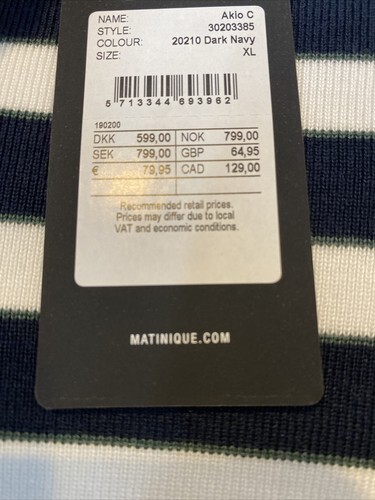 NAME: Akio C
STYLE: 30203385
COLOUR: 20210 Dark Navy
SIZE: XL
5 713344 693962
190200
DKK 599,00 NOK 799,00
SEK 799,00 GBP 64,95
€ 79,95 CAD 129,00
Recommended retail prices.
Prices may differ due to local
VAT and economic conditions.
MATINIQUE.COM